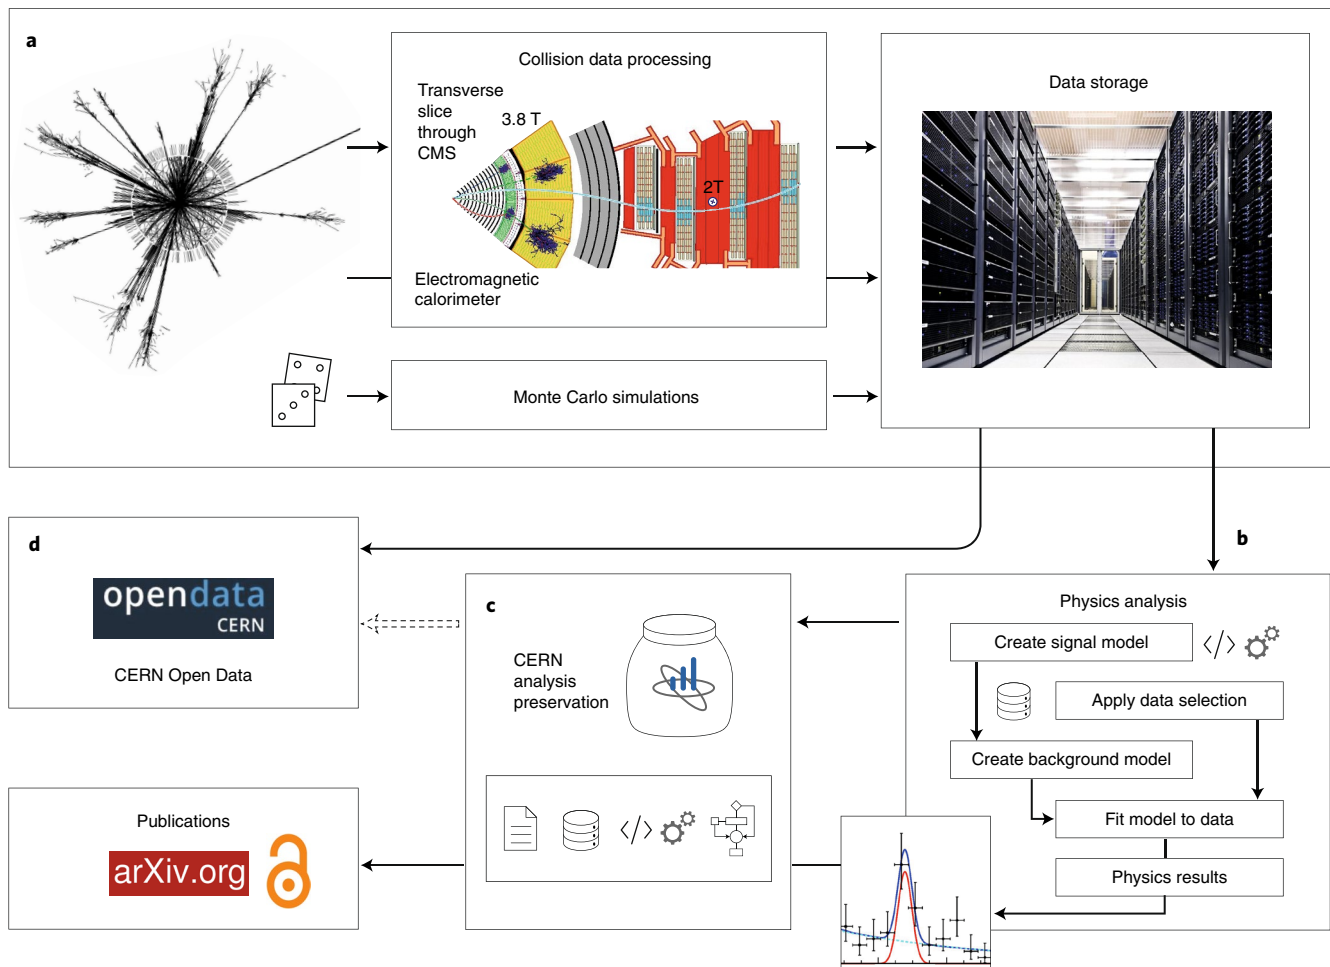 a
Collision data processing
Transverse
slice
through
CMS
3.8 T
2T
Electromagnetic
calorimeter
Data storage
Monte Carlo simulations
d
opendata
CERN
CERN Open Data
b
c
CERN
analysis
preservation
</>
Physics analysis
Create signal model
</>
Apply data selection
Create background model
Fit model to data
Physics results
Publications
arXiv.org